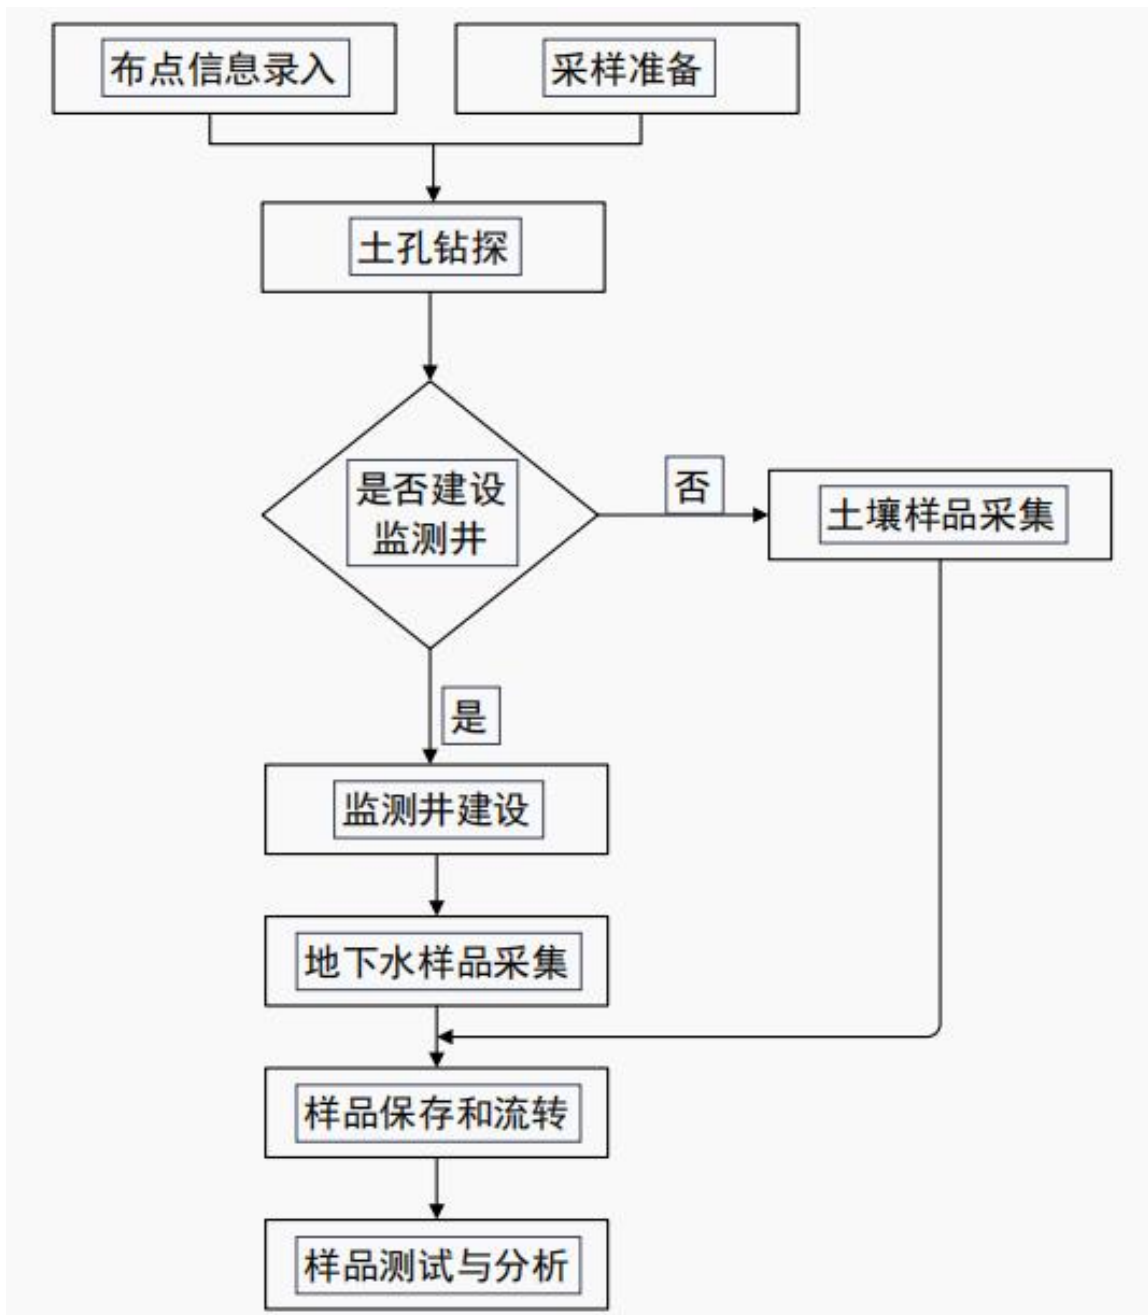 布点信息录入
采样准备
土孔钻探
是否建设
监测井
否
土壤样品采集
是
监测井建设
地下水样品采集
样品保存和流转
样品测试与分析